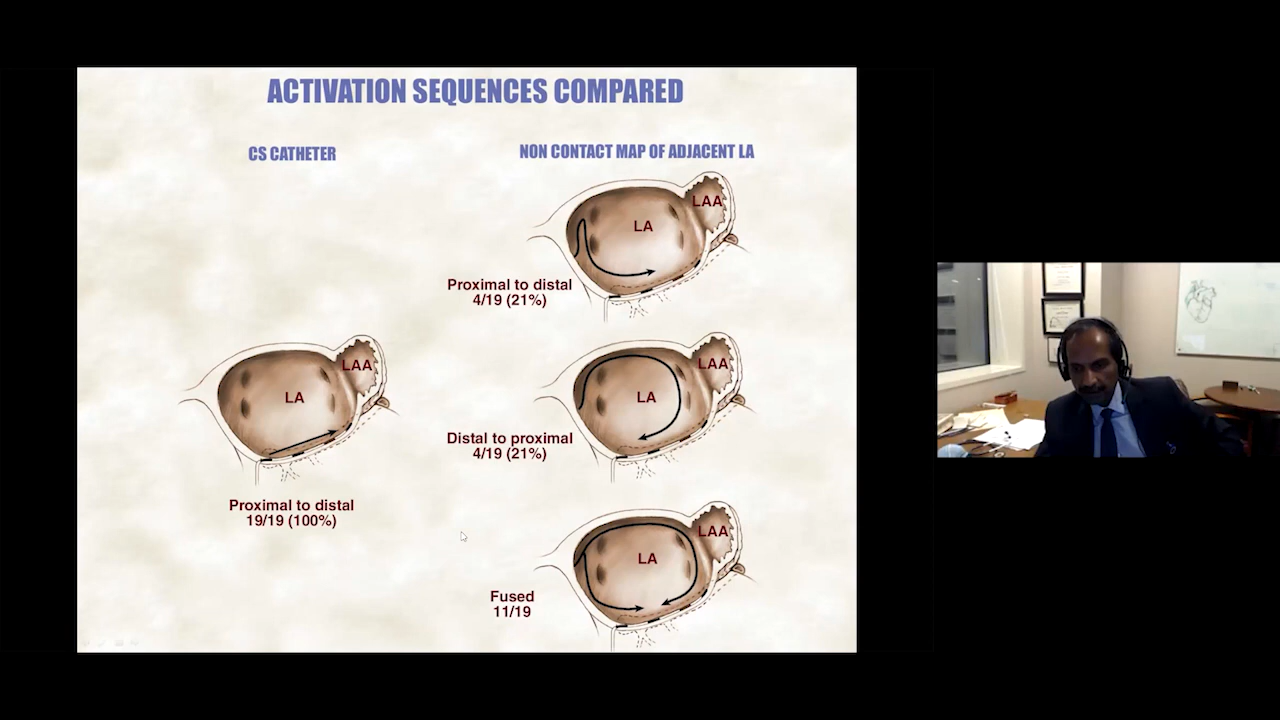 ACTIVATION SEQUENCES COMPARED
CS CATHETER
NON CONTACT MAP OF ADJACENT LA
LAA
LA
Proximal to distal
4/19 (21%)
LAA
LA
Proximal to distal
19/19 (100%)
LAA
LA
Distal to proximal
4/19 (21%)
LAA
LA
Fused
11/19